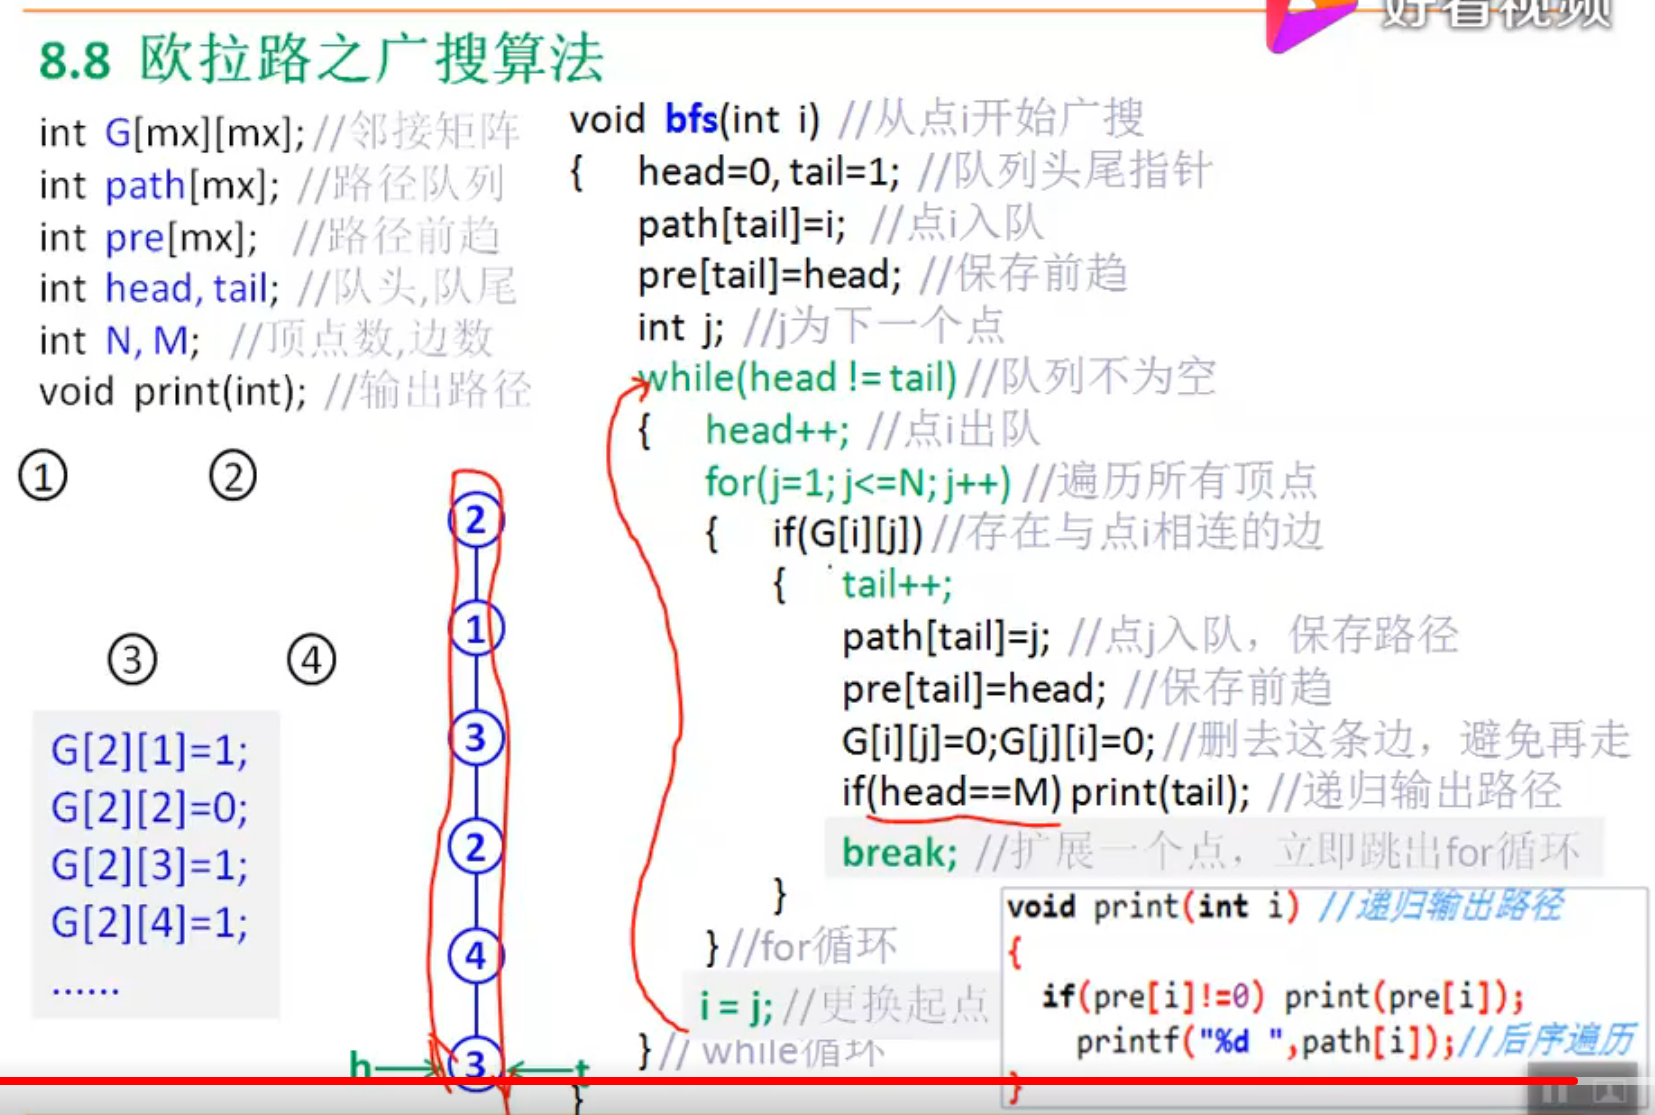 好看视频
8.8 欧拉路之广搜算法
int G[mx][mx];//邻接矩阵
int path[mx]; //路径队列
int pre[mx]; //路径前趋
int head, tail; //队头,队尾
int N, M; //顶点数,边数
void print(int); //输出路径
① ②
③ ④
G[2][1]=1;
G[2][2]=0;
G[2][3]=1;
G[2][4]=1;
......
2
1
3
2
4
3
h t
void bfs(int i) //从点i开始广搜
{ head=0, tail=1; //队列头尾指针
path[tail]=i; //点i入队
pre[tail]=head; //保存前趋
int j; //j为下一个点
while(head != tail) //队列不为空
{ head++; //点i出队
for(j=1; j<=N; j++) //遍历所有顶点
{ if(G[i][j]) //存在与点i相连的边
{ tail++;
path[tail]=j; //点j入队，保存路径
pre[tail]=head; //保存前趋
G[i][j]=0;G[j][i]=0; //删去这条边，避免再走
if(head==M) print(tail); //递归输出路径
break; //扩展一个点，立即跳出for循环
}
} //for循环
i = j; //更换起点
} // while循环
}
void print(int i) //递归输出路径
{
if(pre[i]!=0) print(pre[i]);
printf("%d ",path[i]);//后序遍历
}